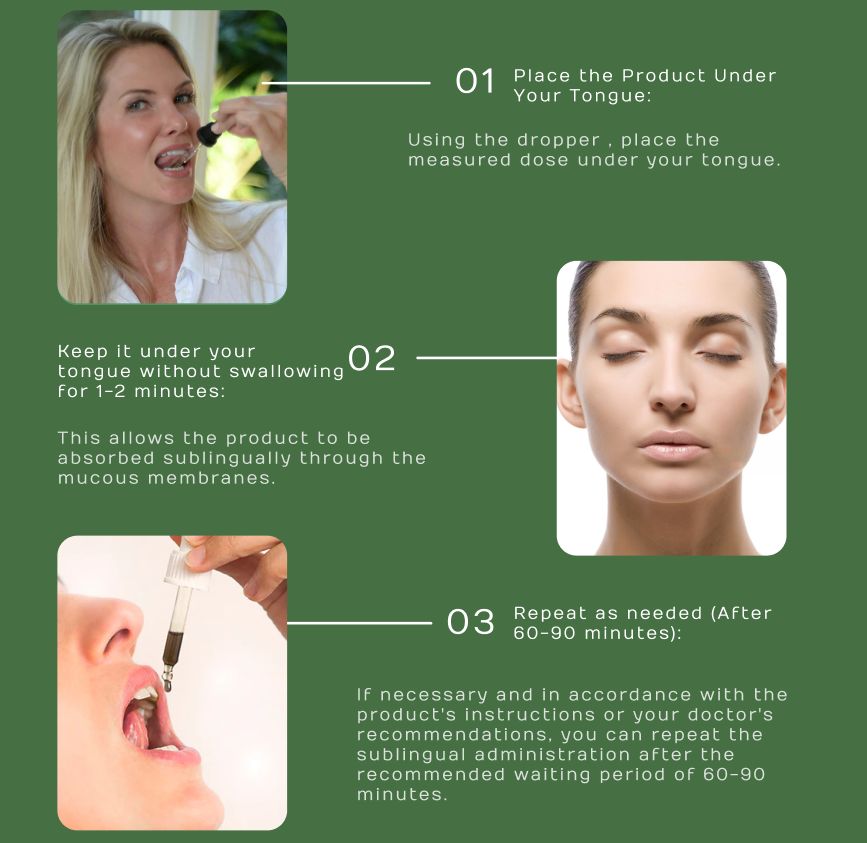 01
Place the Product Under
Your Tongue:
Using the dropper , place the
measured dose under your tongue.
02
Keep it under your
tongue without swallowing
for 1-2 minutes:
This allows the product to be
absorbed sublingually through the
mucous membranes.
03
Repeat as needed (After
60-90 minutes):
If necessary and in accordance with the
product's instructions or your doctor's
recommendations, you can repeat the
sublingual administration after the
recommended waiting period of 60-90
minutes.